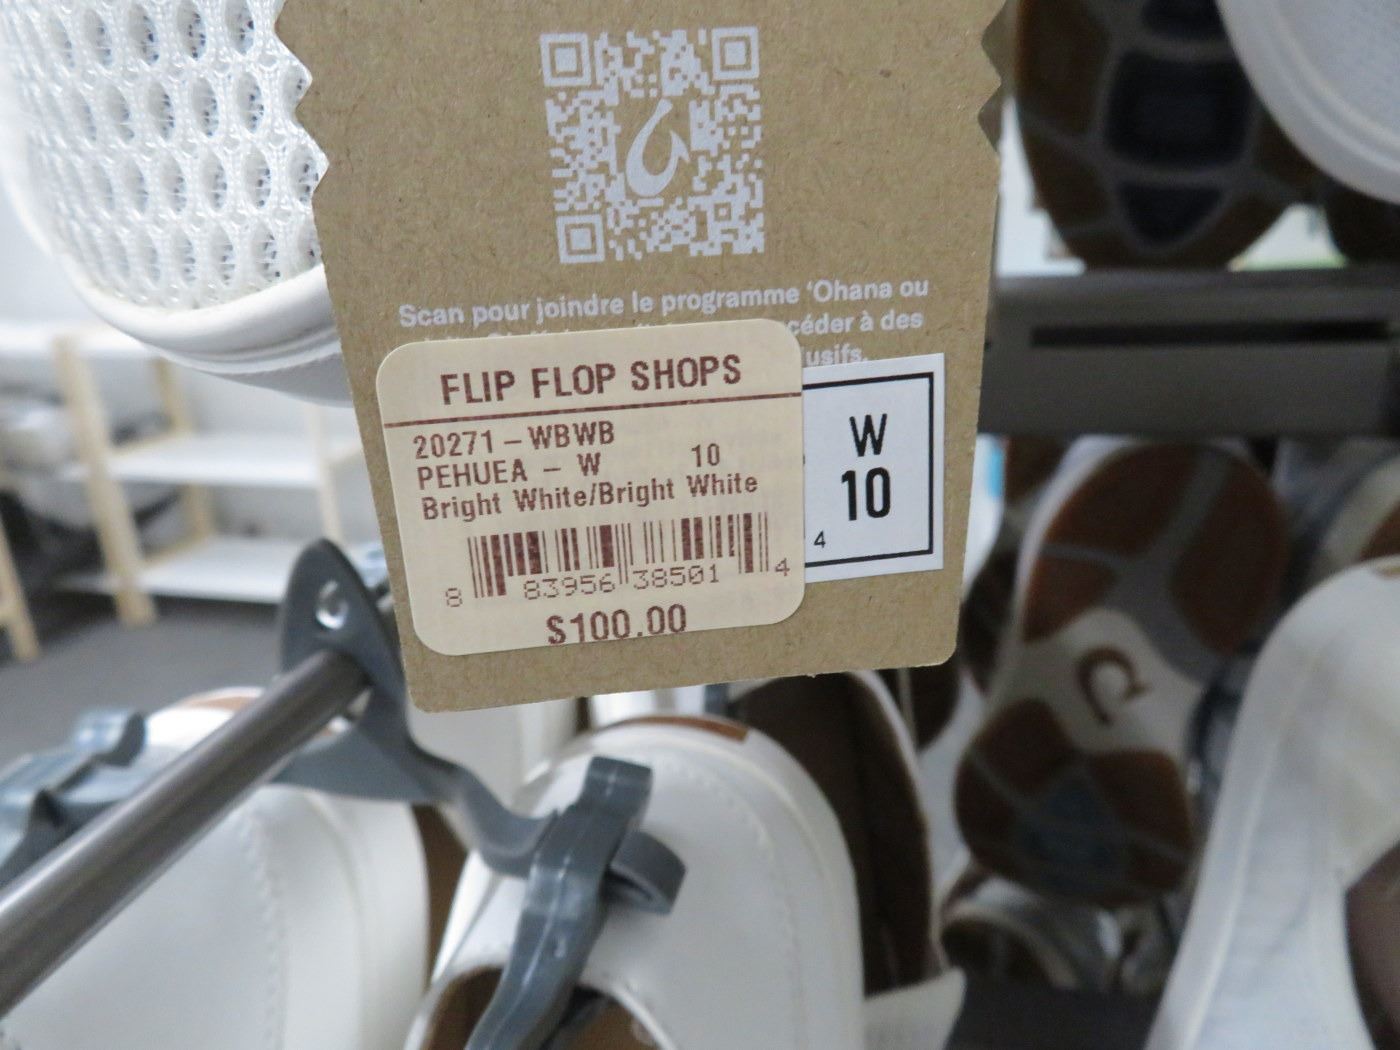 Scan pour joindre le programme ‘Ohana ou
céder à des
usifs.
FLIP FLOP SHOPS
20271-WBWB
PEHUEA - W 10
Bright White/Bright White
8 83956 38501 4
$100.00
W
10
4